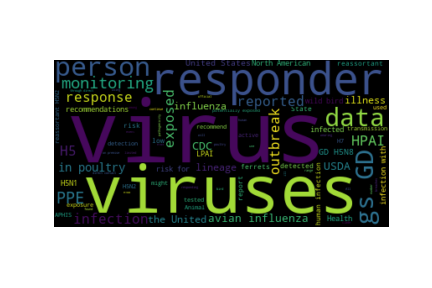 United States
North American
reassortant
person
responder
monitoring
response
influenza
reported
illness
recommendations
exposed
outbreak
data
state
used
virus
infected
transmission
risk
recommend
active
H5
CDC
low
HPAI
LPAI
GD H5N8
in poultry
risk for
lineage
ferrets
detected
USDA
viruses
gs GD
infection with
human infection
H5N1
PPE
might
report
tested
Animal
exposure
APHIS
infection
the United
avian influenza
Health